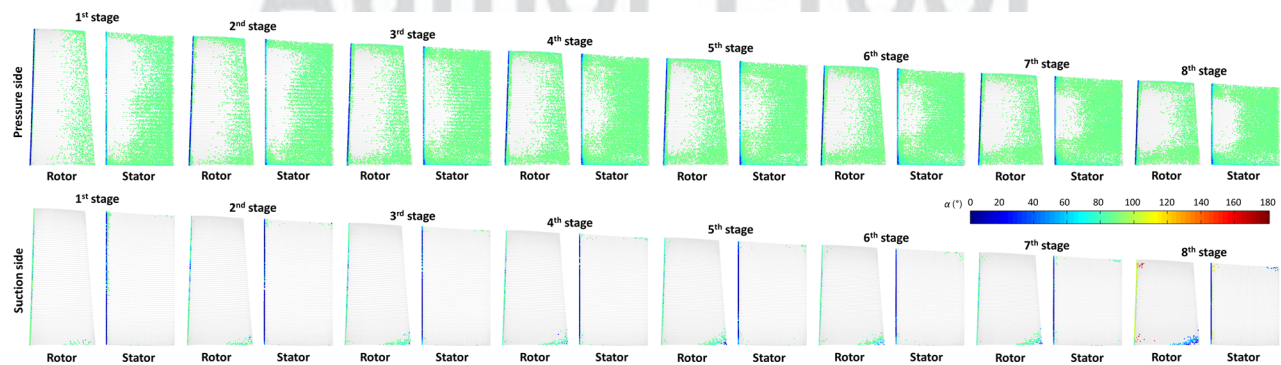 Author Proof
1st stage
2nd stage
3rd stage
4th stage
5th stage
6th stage
7th stage
8th stage
Pressure side
Rotor Stator Rotor Stator Rotor Stator Rotor Stator Rotor Stator Rotor Stator Rotor Stator Rotor Stator
1st stage
2nd stage
3rd stage
4th stage
5th stage
6th stage
7th stage
8th stage
α (°) 0 20 40 60 80 100 120 140 160 180
Suction side
Rotor Stator Rotor Stator Rotor Stator Rotor Stator Rotor Stator Rotor Stator Rotor Stator Rotor Stator